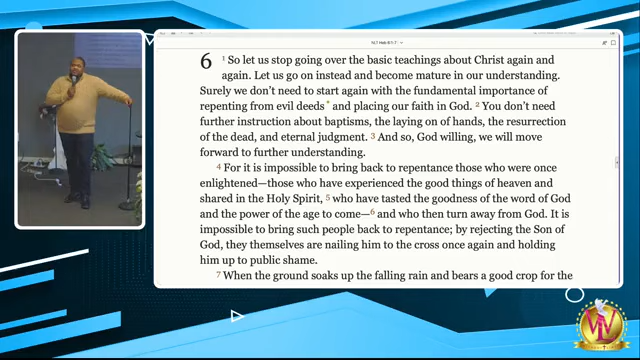 NLT Heb 6:1-7
6 1 So let us stop going over the basic teachings about Christ again and
again. Let us go on instead and become mature in our understanding.
Surely we don't need to start again with the fundamental importance of
repenting from evil deeds* and placing our faith in God. 2 You don't need
further instruction about baptisms, the laying on of hands, the resurrection
of the dead, and eternal judgment. 3 And so, God willing, we will move
forward to further understanding.
4 For it is impossible to bring back to repentance those who were once
enlightened—those who have experienced the good things of heaven and
shared in the Holy Spirit, 5 who have tasted the goodness of the word of God
and the power of the age to come—6 and who then turn away from God. It is
impossible to bring such people back to repentance; by rejecting the Son of
God, they themselves are nailing him to the cross once again and holding
him up to public shame.
7 When the ground soaks up the falling rain and bears a good crop for the